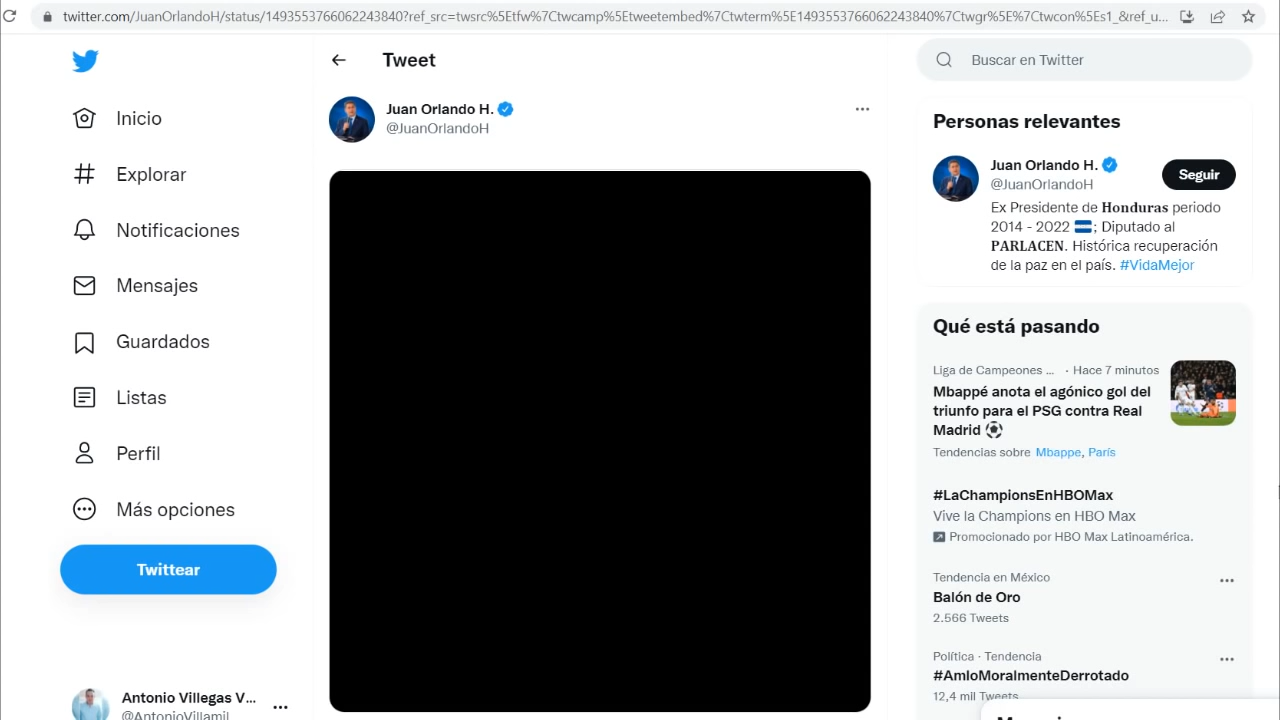 twitter.com/JuanOrlandoH/status/1493553766062243840?ref_src=twsrc%5Etfw%7Ctwcamp%5Etweetembed%7Ctwterm%5E1493553766062243840%7Ctwgr%5E%7Ctwcon%5Es1_&ref_u...
Tweet
Juan Orlando H.
@JuanOrlandoH
Inicio
Explorar
Notificaciones
Mensajes
Guardados
Listas
Perfil
Más opciones
Twittear
Antonio Villegas V...
@AntonioVillamil
Buscar en Twitter
Personas relevantes
Juan Orlando H.
@JuanOrlandoH
Seguir
Ex Presidente de Honduras periodo
2014 - 2022 ; Diputado al
PARLACEN. Histórica recuperación
de la paz en el país. #VidaMejor
Qué está pasando
Liga de Campeones ... · Hace 7 minutos
Mbappé anota el agónico gol del
triunfo para el PSG contra Real
Madrid
Tendencias sobre Mbappe, París
#LaChampionsEnHBOMax
Vive la Champions en HBO Max
Promocionado por HBO Max Latinoamérica.
Tendencia en México
Balón de Oro
2.566 Tweets
Política · Tendencia
#AmloMoralmenteDerrotado
12,4 mil Tweets